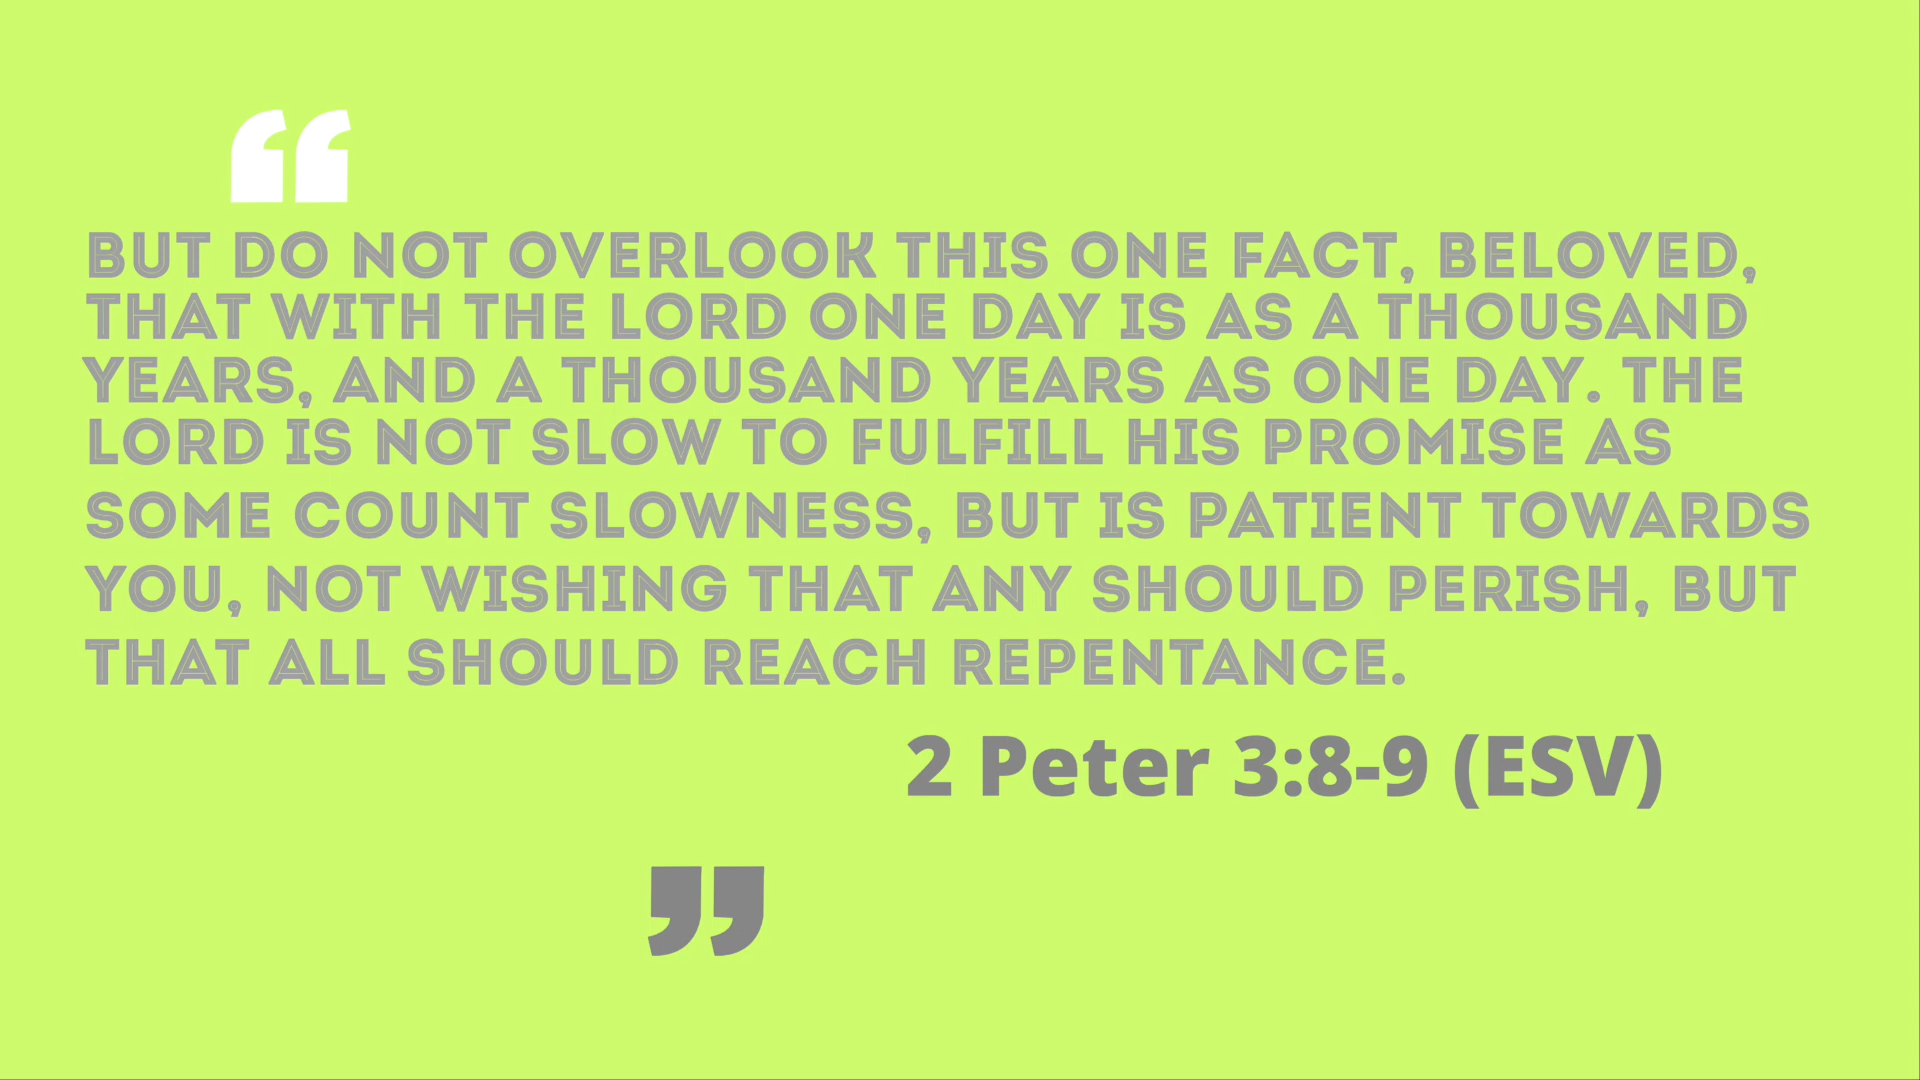 “
BUT DO NOT OVERLOOK THIS ONE FACT, BELOVED,
THAT WITH THE LORD ONE DAY IS AS A THOUSAND
YEARS, AND A THOUSAND YEARS AS ONE DAY. THE
LORD IS NOT SLOW TO FULFILL HIS PROMISE AS
SOME COUNT SLOWNESS, BUT IS PATIENT TOWARDS
YOU, NOT WISHING THAT ANY SHOULD PERISH, BUT
THAT ALL SHOULD REACH REPENTANCE.
2 Peter 3:8-9 (ESV)
”